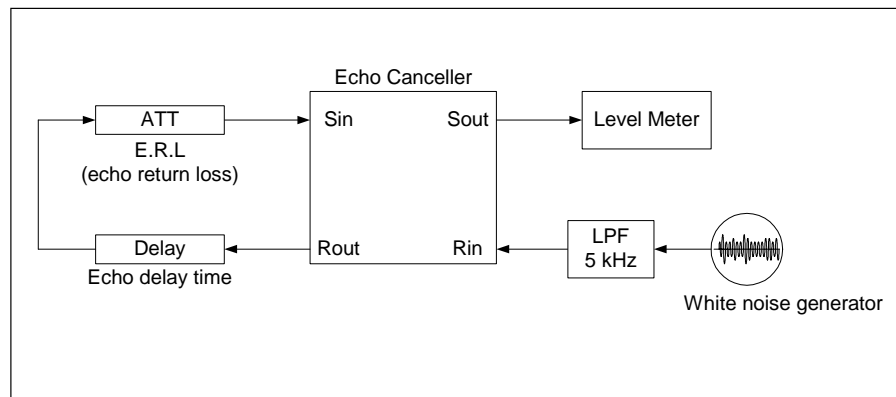 Echo Canceller
ATT
E.R.L
(echo return loss)
Sin
Sout
Level Meter
Delay
Echo delay time
Rout
Rin
LPF
5 kHz
White noise generator